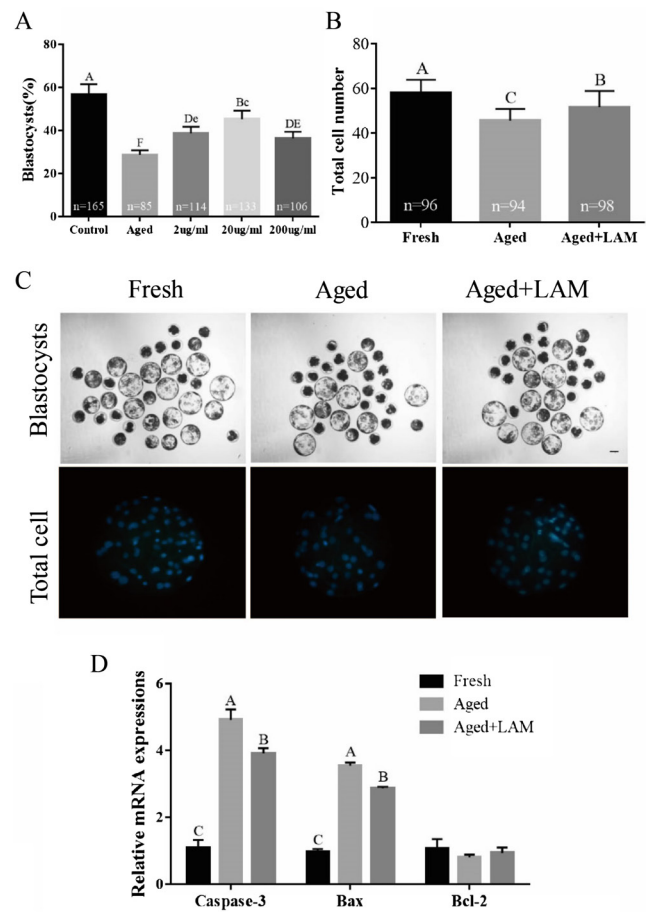 A
Blastocysts(%)
80
60
40
20
0
A
F
De
Bc
DE
n=165
n=85
n=114
n=133
n=106
Control
Aged
2ug/ml
20ug/ml
200ug/ml
B
Total cell number
80
60
40
20
0
A
C
B
n=96
n=94
n=98
Fresh
Aged
Aged+LAM
C
Fresh
Aged
Aged+LAM
Blastocysts
Total cell
D
Relative mRNA expressions
6
4
2
0
Fresh
Aged
Aged+LAM
C
A
B
C
A
B
Caspase-3
Bax
Bcl-2